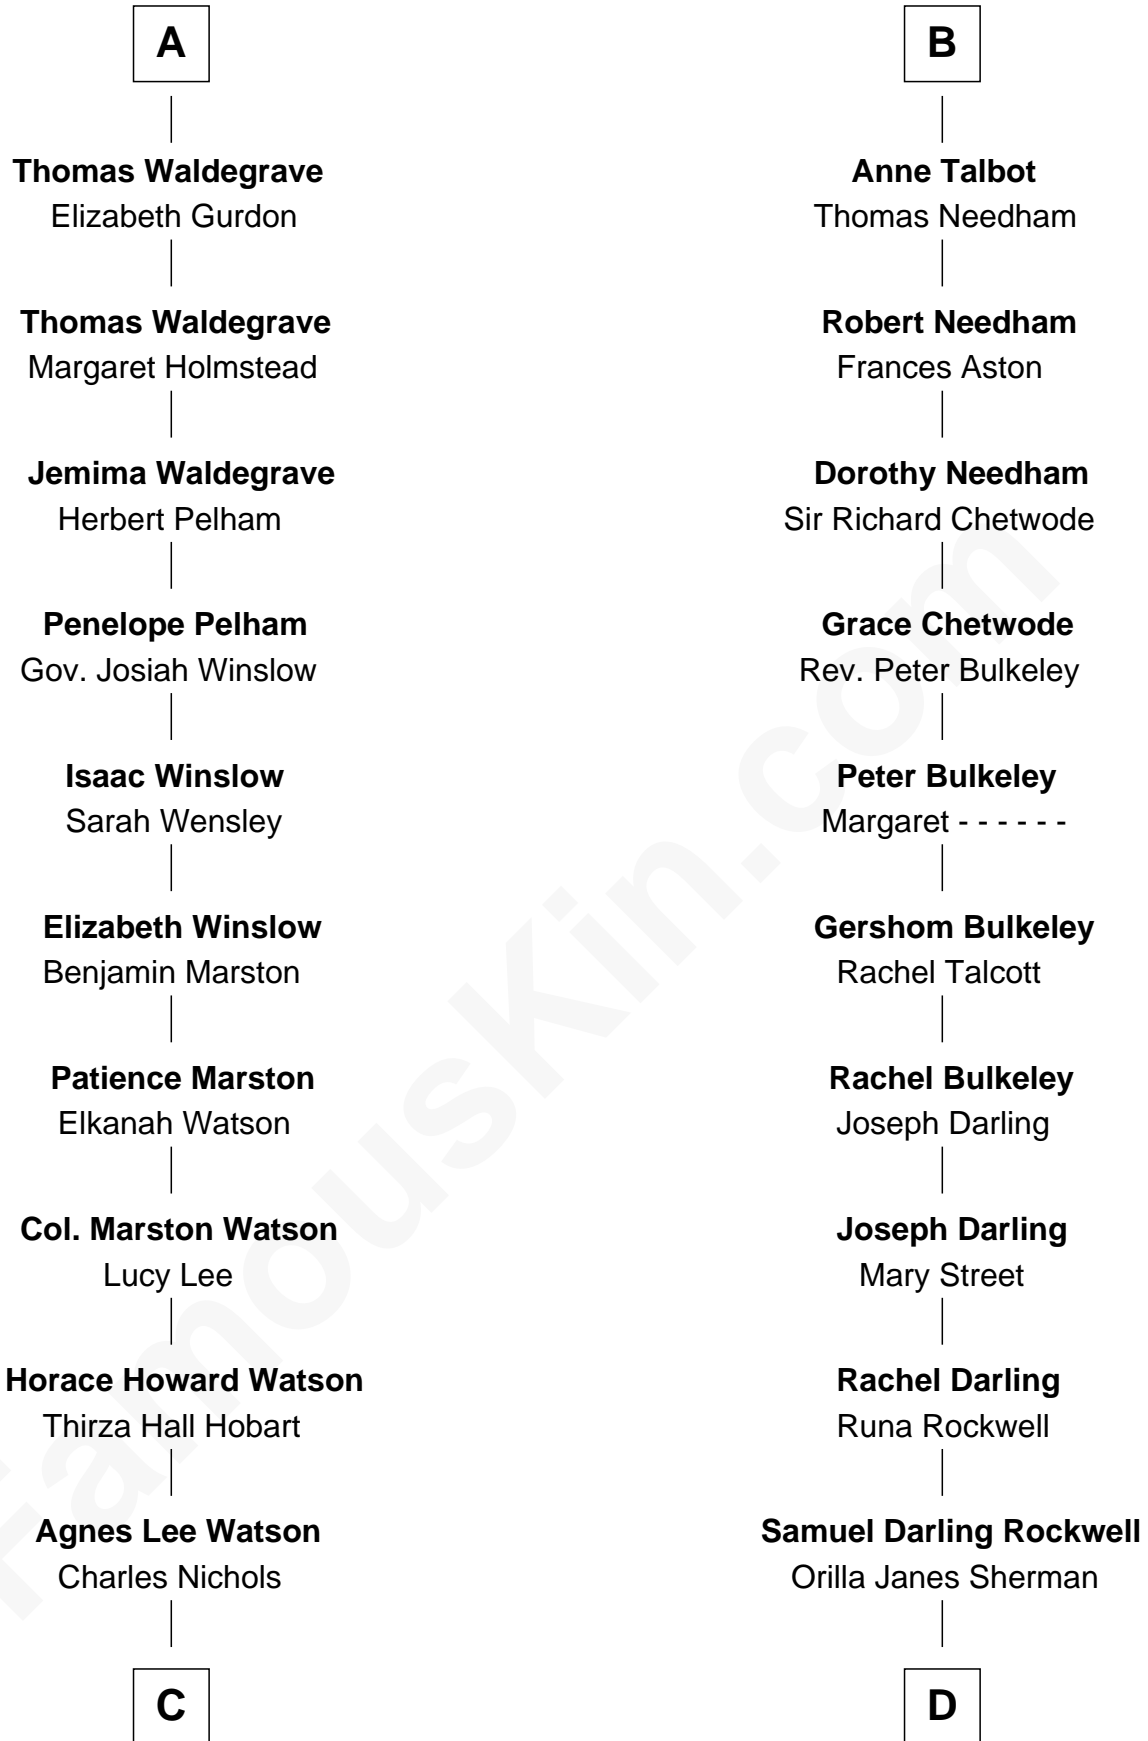 A
Thomas Waldegrave
Elizabeth Gurdon
Thomas Waldegrave
Margaret Holmstead
Jemima Waldegrave
Herbert Pelham
Penelope Pelham
Gov. Josiah Winslow
Isaac Winslow
Sarah Wensley
Elizabeth Winslow
Benjamin Marston
Patience Marston
Elkanah Watson
Col. Marston Watson
Lucy Lee
Horace Howard Watson
Thirza Hall Hobart
Agnes Lee Watson
Charles Nichols
C
B
Anne Talbot
Thomas Needham
Robert Needham
Frances Aston
Dorothy Needham
Sir Richard Chetwode
Grace Chetwode
Rev. Peter Bulkeley
Peter Bulkeley
Margaret - - - - - -
Gershom Bulkeley
Rachel Talcott
Rachel Bulkeley
Joseph Darling
Joseph Darling
Mary Street
Rachel Darling
Runa Rockwell
Samuel Darling Rockwell
Orilla Janes Sherman
D
FamousKin.com